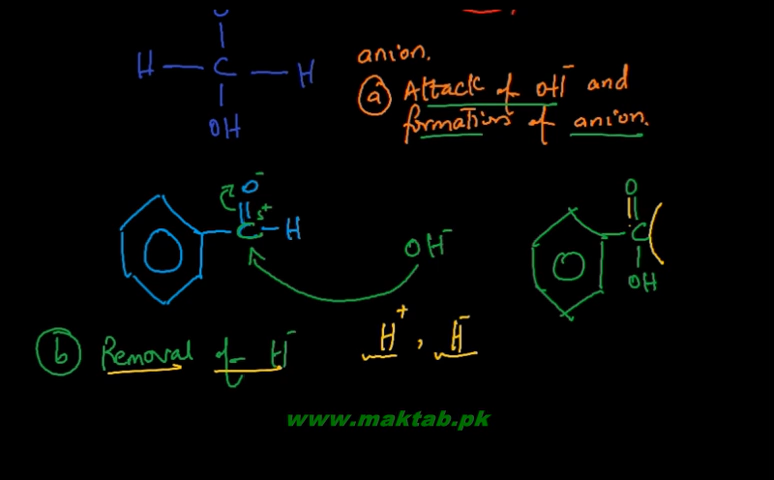 anion.
H C H
OH
ⓐ Attack of OH⁻ and
formation of anion.
O⁻
C δ+ H
OH⁻
O
C
OH
ⓑ Removal of H⁻ H⁺, H⁻
www.maktab.pk